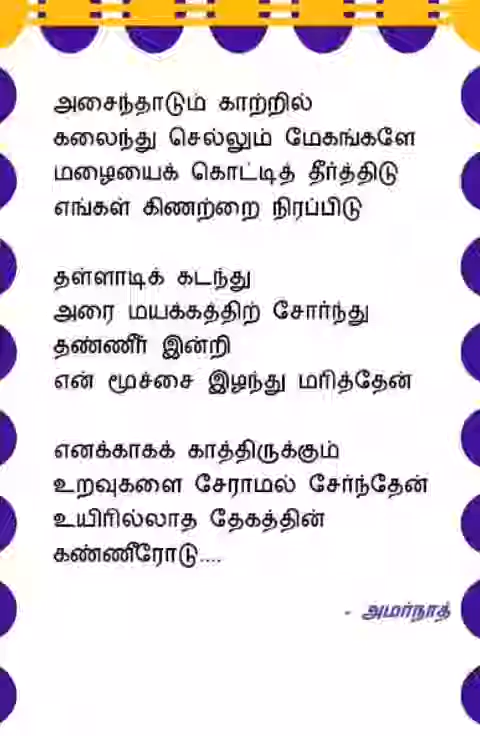 அசைந்தாடும் காற்றில்
கலைந்து செல்லும் மேகங்களே
மழையைக் கொட்டித் தீர்த்திடு
எங்கள் கிணற்றை நிரப்பிடு
தள்ளாடிக் கடந்து
அரை மயக்கத்திற் சோர்ந்து
தண்ணீர் இன்றி
என் மூச்சை இழந்து மரித்தேன்
எனக்காகக் காத்திருக்கும்
உறவுகளை சேராமல் சேர்ந்தேன்
உயிரில்லாத தேகத்தின்
கண்ணீரோடு....
- அமர்நாத்